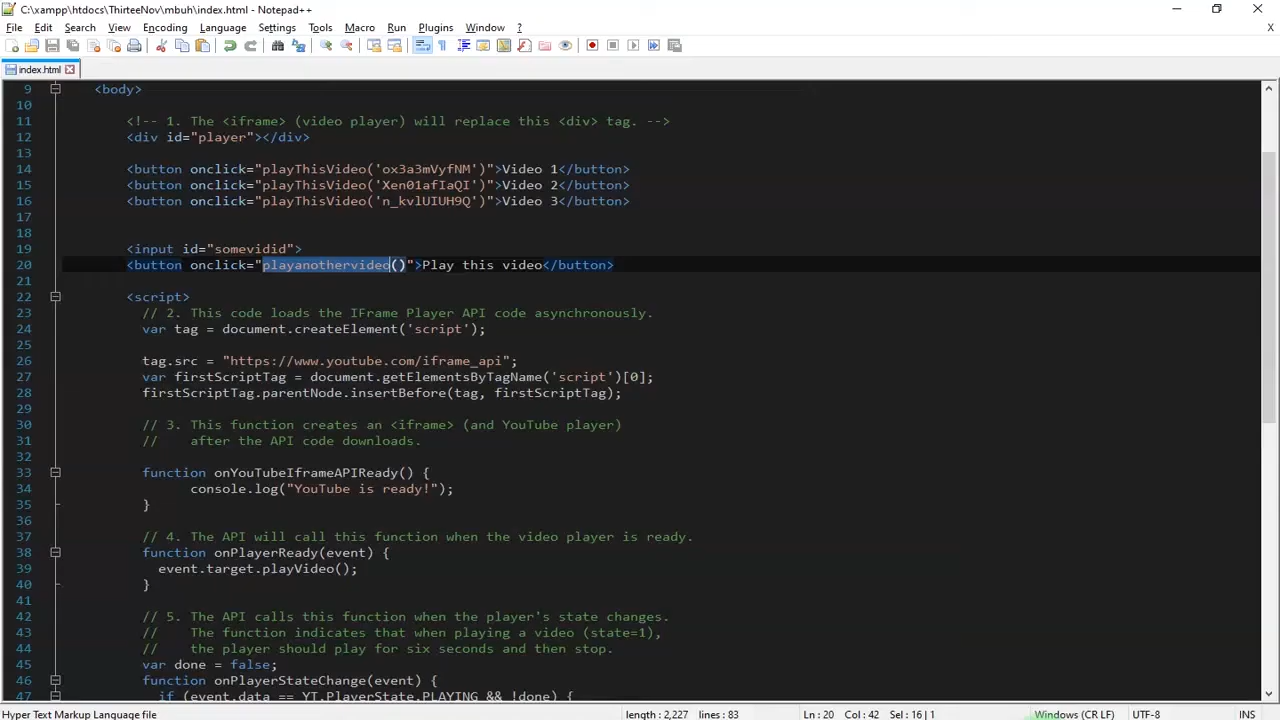 C:\xampp\htdocs\ThirteeNov\mbuh\index.html - Notepad++
File Edit Search View Encoding Language Settings Tools Macro Run Plugins Window ? X
index.html
9 <body>
10
11 <!-- 1. The <iframe> (video player) will replace this <div> tag. -->
12 <div id="player"></div>
13
14 <button onclick="playThisVideo('ox3a3mVyfNM')">Video 1</button>
15 <button onclick="playThisVideo('Xen01afIaQI')">Video 2</button>
16 <button onclick="playThisVideo('n_kvlUIUH9Q')">Video 3</button>
17
18
19 <input id="somevidid">
20 <button onclick="playanothervideo()">Play this video</button>
21
22 <script>
23 // 2. This code loads the IFrame Player API code asynchronously.
24 var tag = document.createElement('script');
25
26 tag.src = "https://www.youtube.com/iframe_api";
27 var firstScriptTag = document.getElementsByTagName('script')[0];
28 firstScriptTag.parentNode.insertBefore(tag, firstScriptTag);
29
30 // 3. This function creates an <iframe> (and YouTube player)
31 // after the API code downloads.
32
33 function onYouTubeIframeAPIReady() {
34 console.log("YouTube is ready!");
35 }
36
37 // 4. The API will call this function when the video player is ready.
38 function onPlayerReady(event) {
39 event.target.playVideo();
40 }
41
42 // 5. The API calls this function when the player's state changes.
43 // The function indicates that when playing a video (state=1),
44 // the player should play for six seconds and then stop.
45 var done = false;
46 function onPlayerStateChange(event) {
47 if (event.data == YT.PlayerState.PLAYING && !done) {
Hyper Text Markup Language file length : 2,227 lines : 83 Ln : 20 Col : 42 Sel : 16 | 1 Windows (CR LF) UTF-8 INS